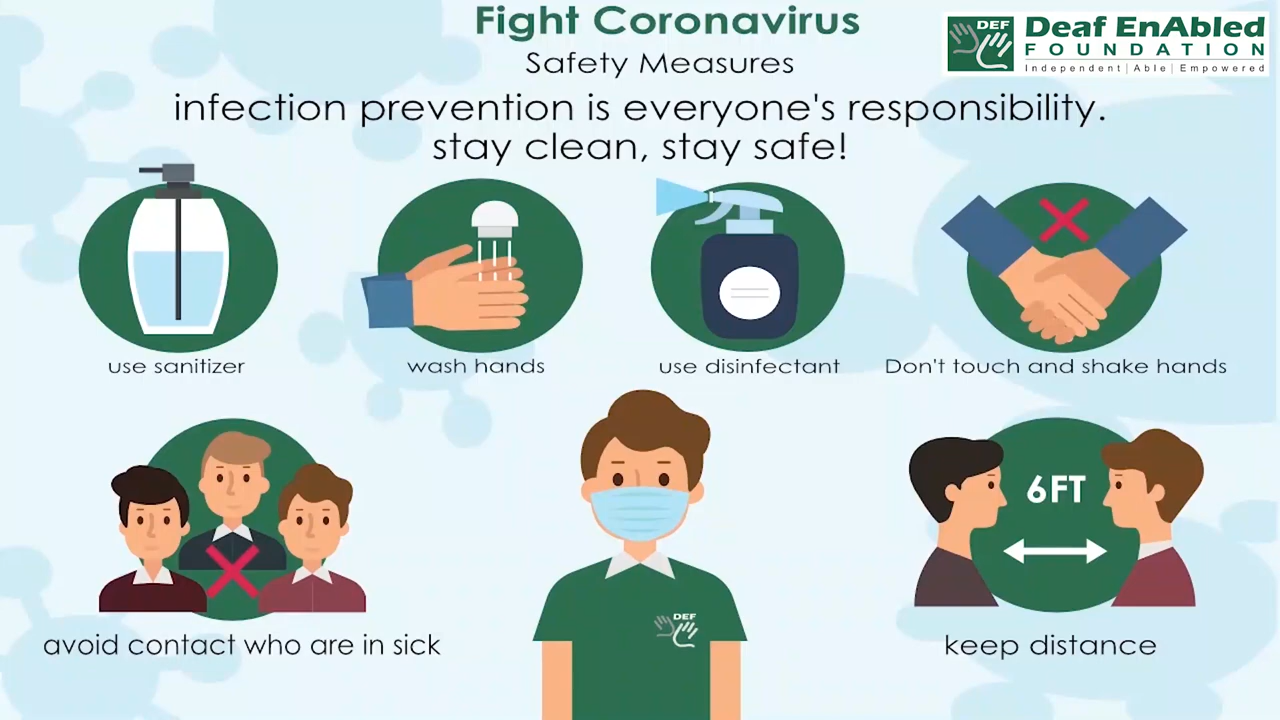 Fight Coronavirus
Safety Measures
DEF
Deaf EnAbled
FOUNDATION
Independent | Able | Empowered
infection prevention is everyone's responsibility.
stay clean, stay safe!
use sanitizer
wash hands
use disinfectant
Don't touch and shake hands
6FT
DEF
avoid contact who are in sick
keep distance